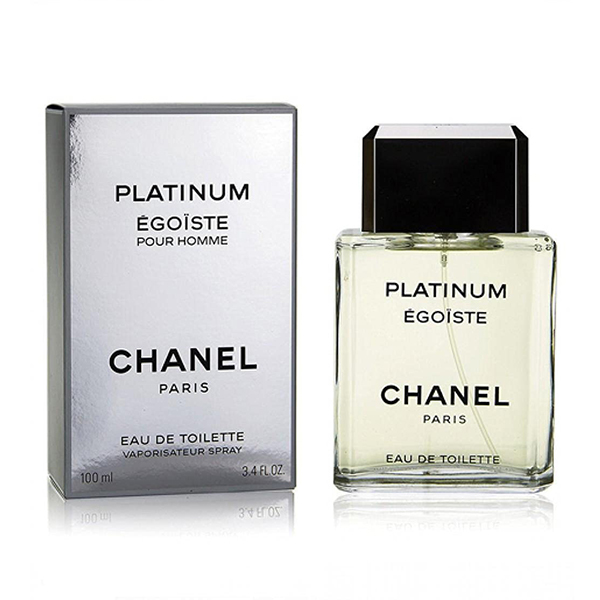 PLATINUM
ÉGOÏSTE
POUR HOMME
CHANEL
PARIS
EAU DE TOILETTE
VAPORISATEUR SPRAY
100 ml 3.4 FL.OZ.
PLATINUM
ÉGOÏSTE
CHANEL
PARIS
EAU DE TOILETTE